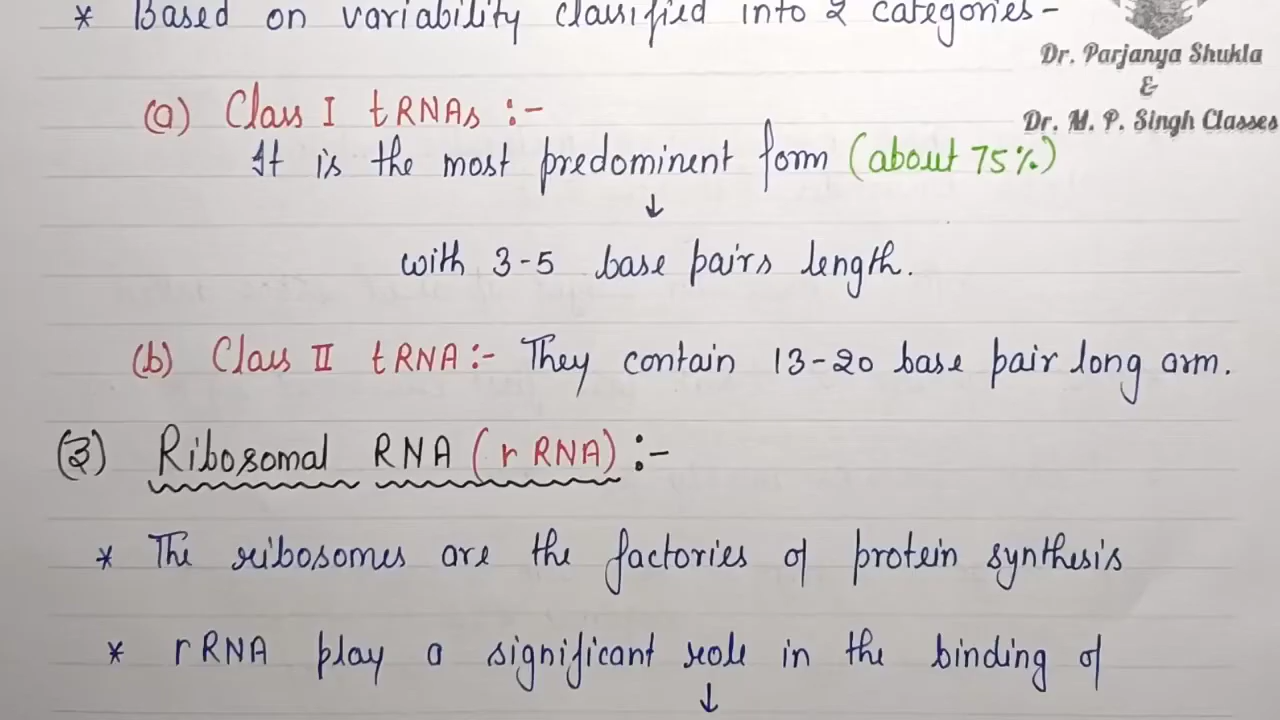 * Based on variability classified into 2 categories-
Dr. Parjanya Shukla
&
Dr. M. P. Singh Classes
(a) Class I tRNAs :-
It is the most predominent form (about 75%)
↓
with 3-5 base pairs length.
(b) Class II tRNA:- They contain 13-20 base pair long arm.
(3) Ribosomal RNA (rRNA) :-
* The ribosomes are the factories of protein synthesis
* rRNA play a significant role in the binding of
↓